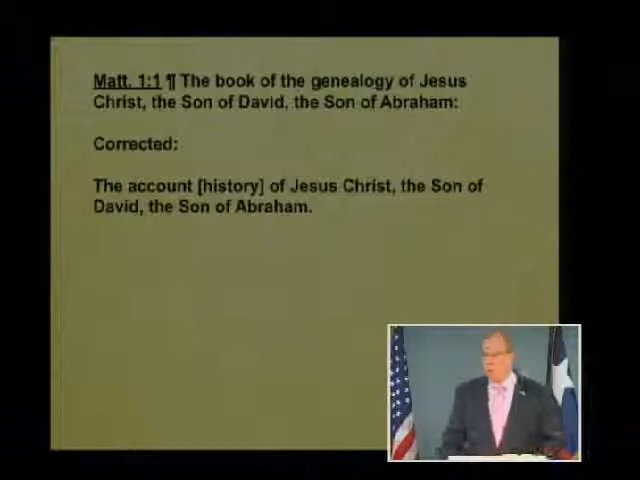 Matt. 1:1 ¶ The book of the genealogy of Jesus
Christ, the Son of David, the Son of Abraham:
Corrected:
The account [history] of Jesus Christ, the Son of
David, the Son of Abraham.